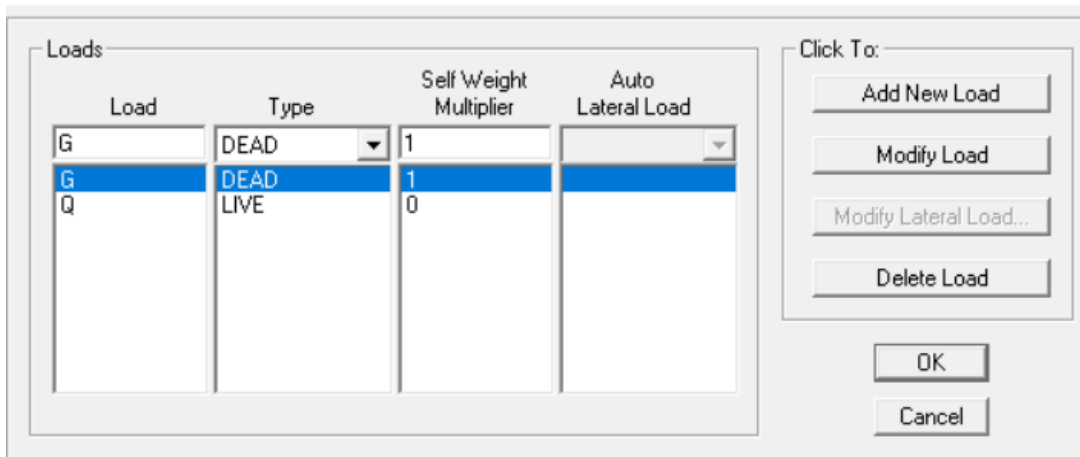 Loads
Load Type Self Weight Multiplier Auto Lateral Load
G DEAD 1
G DEAD 1
Q LIVE 0
Click To:
Add New Load
Modify Load
Modify Lateral Load...
Delete Load
OK
Cancel